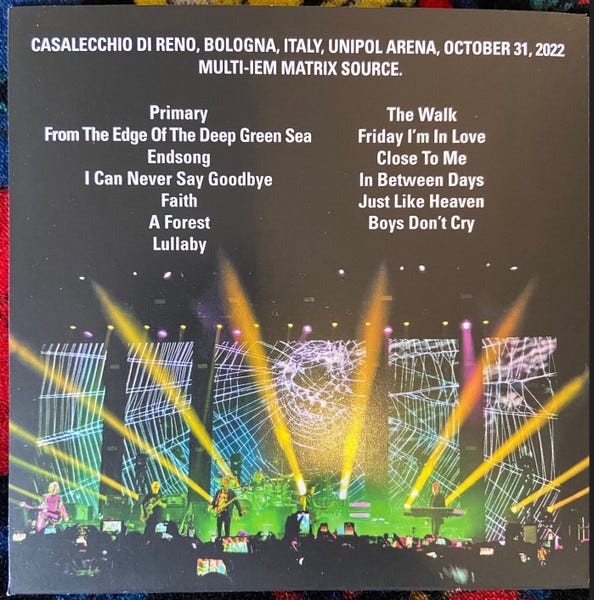 CASALECCHIO DI RENO, BOLOGNA, ITALY, UNIPOL ARENA, OCTOBER 31, 2022
MULTI-IEM MATRIX SOURCE.
Primary
From The Edge Of The Deep Green Sea
Endsong
I Can Never Say Goodbye
Faith
A Forest
Lullaby
The Walk
Friday I'm In Love
Close To Me
In Between Days
Just Like Heaven
Boys Don't Cry